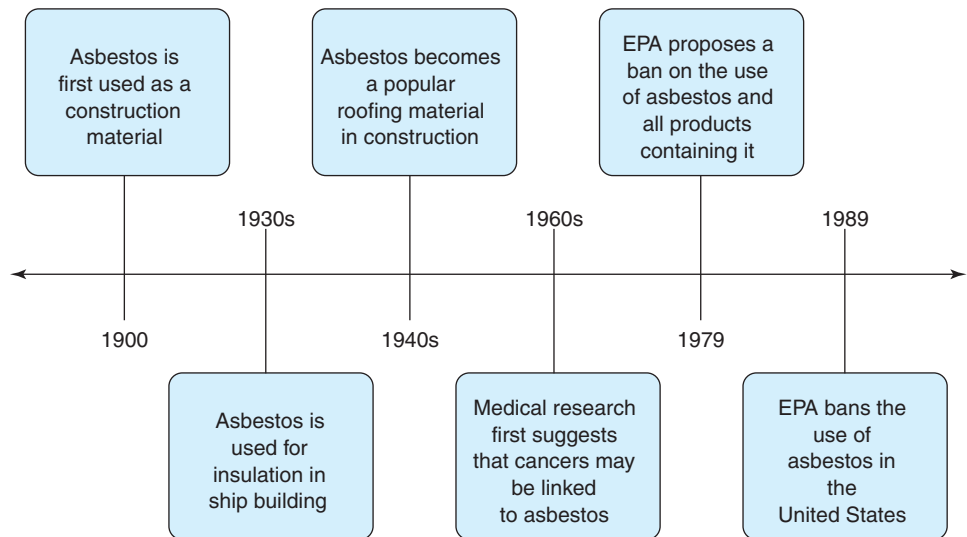 Asbestos is
first used as a
construction
material
Asbestos becomes
a popular
roofing material
in construction
EPA proposes a
ban on the use
of asbestos and
all products
containing it
1930s
1960s
1989
1900
1940s
1979
Asbestos is
used for
insulation in
ship building
Medical research
first suggests
that cancers may
be linked
to asbestos
EPA bans the
use of
asbestos in
the
United States